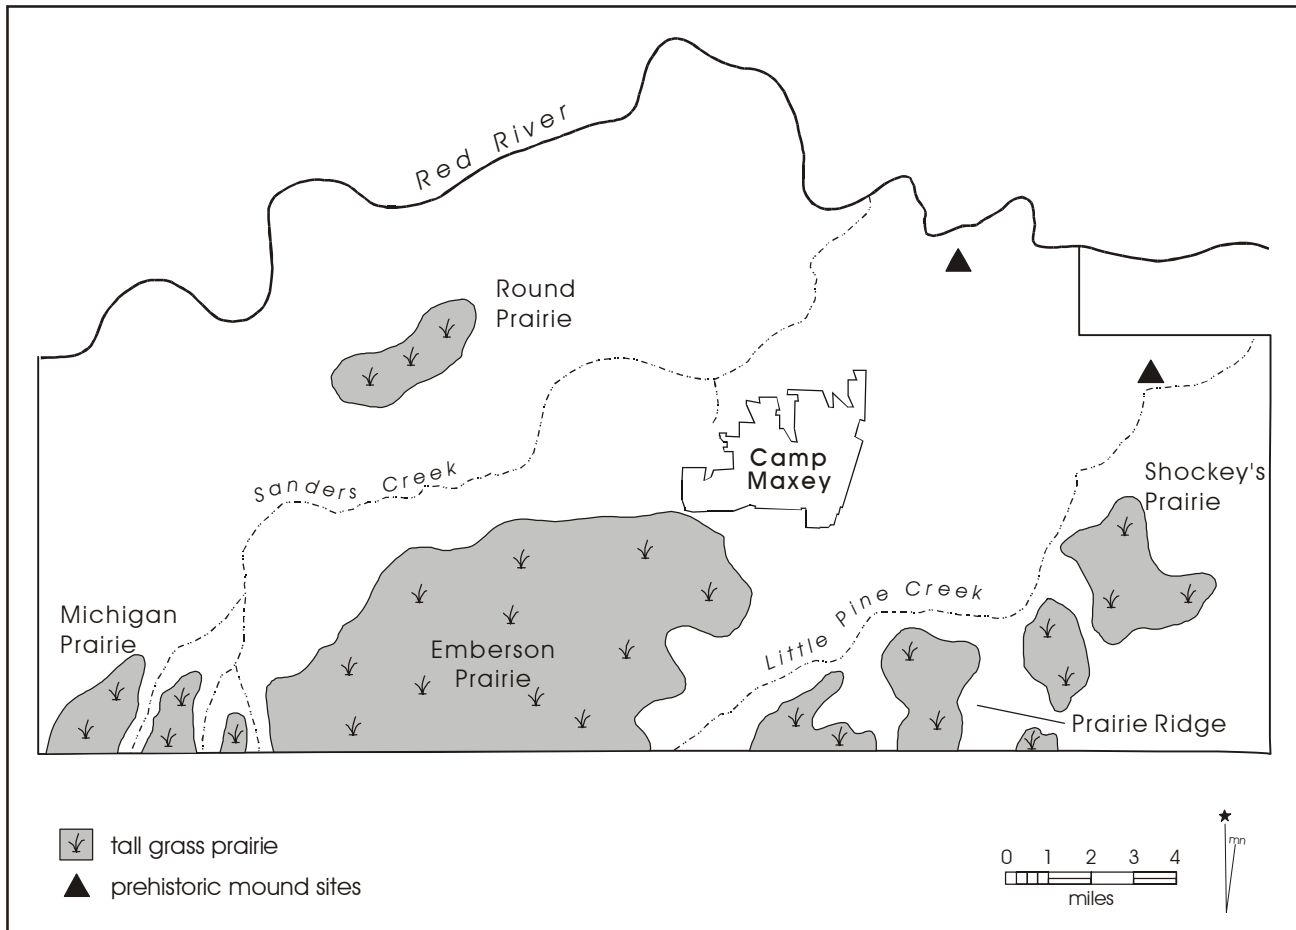 Red River
Round
Prairie
Camp
Maxey
Sanders Creek
Shockey's
Prairie
Little Pine Creek
Michigan
Prairie
Emberson
Prairie
Prairie Ridge
tall grass prairie
prehistoric mound sites
0 1 2 3 4
miles
mn